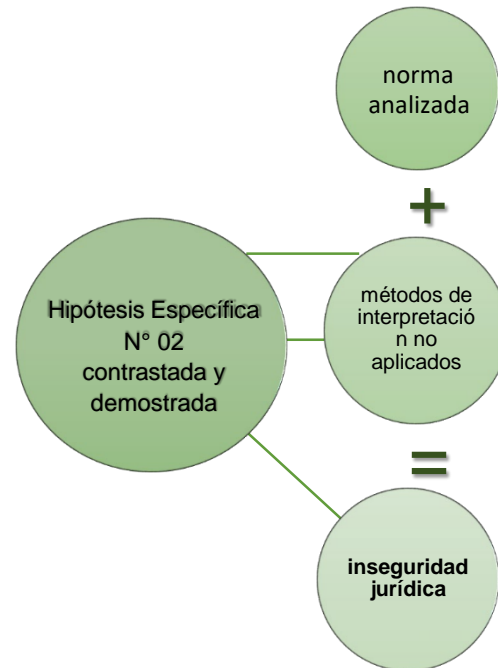 norma
analizada
+
Hipótesis Específica
N° 02
contrastada y
demostrada
métodos de
interpretació
n no
aplicados
=
inseguridad
jurídica